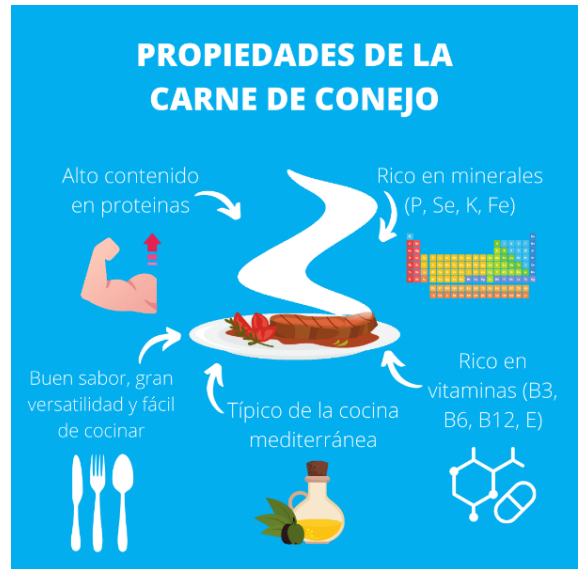 PROPIEDADES DE LA
CARNE DE CONEJO
Alto contenido
en proteinas
Rico en minerales
(P, Se, K, Fe)
Buen sabor, gran
versatilidad y fácil
de cocinar
Típico de la cocina
mediterránea
Rico en
vitaminas (B3,
B6, B12, E)